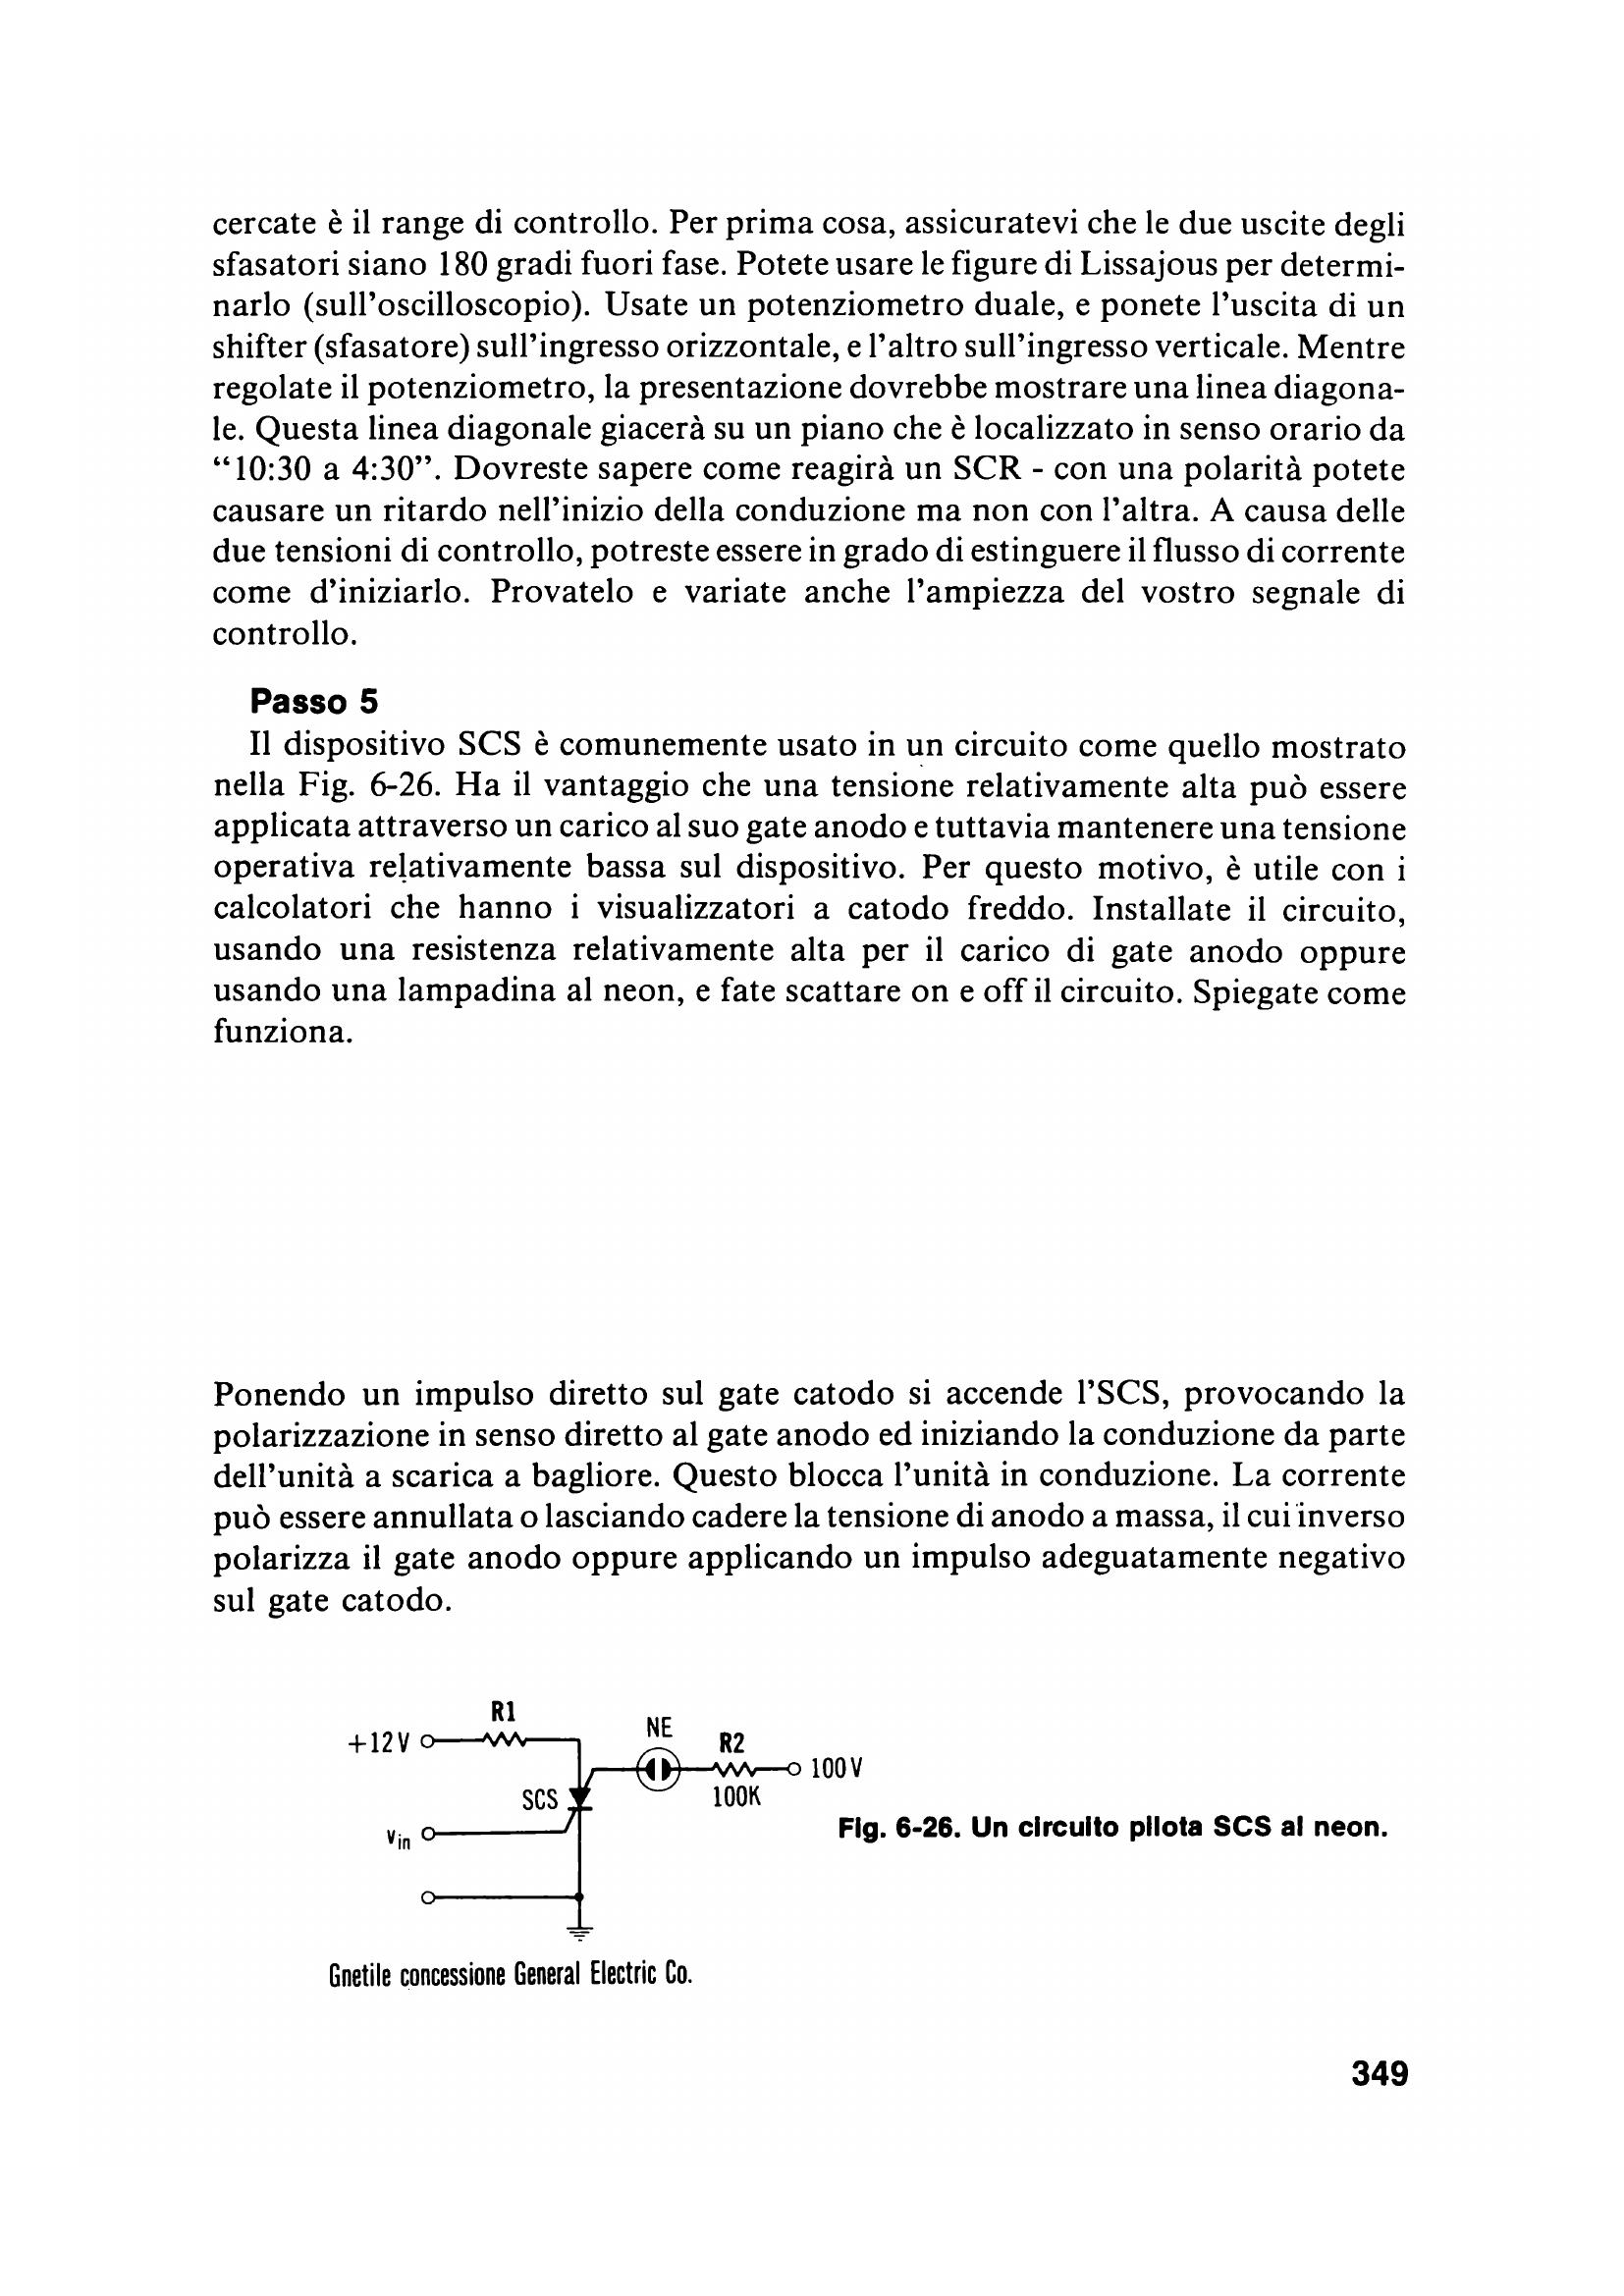 cercate è il range di controllo. Per prima cosa, assicuratevi che le due uscite degli
sfasatori siano 180 gradi fuori fase. Potete usare le figure di Lissajous per determi-
narlo (sull'oscilloscopio). Usate un potenziometro duale, e ponete l'uscita di un
shifter (sfasatore) sull'ingresso orizzontale, e l'altro sull'ingresso verticale. Mentre
regolate il potenziometro, la presentazione dovrebbe mostrare una linea diagona-
le. Questa linea diagonale giacerà su un piano che è localizzato in senso orario da
“10:30 a 4:30”. Dovreste sapere come reagirà un SCR - con una polarità potete
causare un ritardo nell'inizio della conduzione ma non con l'altra. A causa delle
due tensioni di controllo, potreste essere in grado di estinguere il flusso di corrente
come d'iniziarlo. Provatelo e variate anche l'ampiezza del vostro segnale di
controllo.
Passo 5
Il dispositivo SCS è comunemente usato in un circuito come quello mostrato
nella Fig. 6-26. Ha il vantaggio che una tensione relativamente alta può essere
applicata attraverso un carico al suo gate anodo e tuttavia mantenere una tensione
operativa relativamente bassa sul dispositivo. Per questo motivo, è utile con i
calcolatori che hanno i visualizzatori a catodo freddo. Installate il circuito,
usando una resistenza relativamente alta per il carico di gate anodo oppure
usando una lampadina al neon, e fate scattare on e off il circuito. Spiegate come
funziona.
Ponendo un impulso diretto sul gate catodo si accende l'SCS, provocando la
polarizzazione in senso diretto al gate anodo ed iniziando la conduzione da parte
dell'unità a scarica a bagliore. Questo blocca l'unità in conduzione. La corrente
può essere annullata o lasciando cadere la tensione di anodo a massa, il cui inverso
polarizza il gate anodo oppure applicando un impulso adeguatamente negativo
sul gate catodo.
R1
+12V
NE
R2
100V
SCS
100K
Vin
Fig. 6-26. Un circuito pilota SCS al neon.
Gnetile concessione General Electric Co.
349